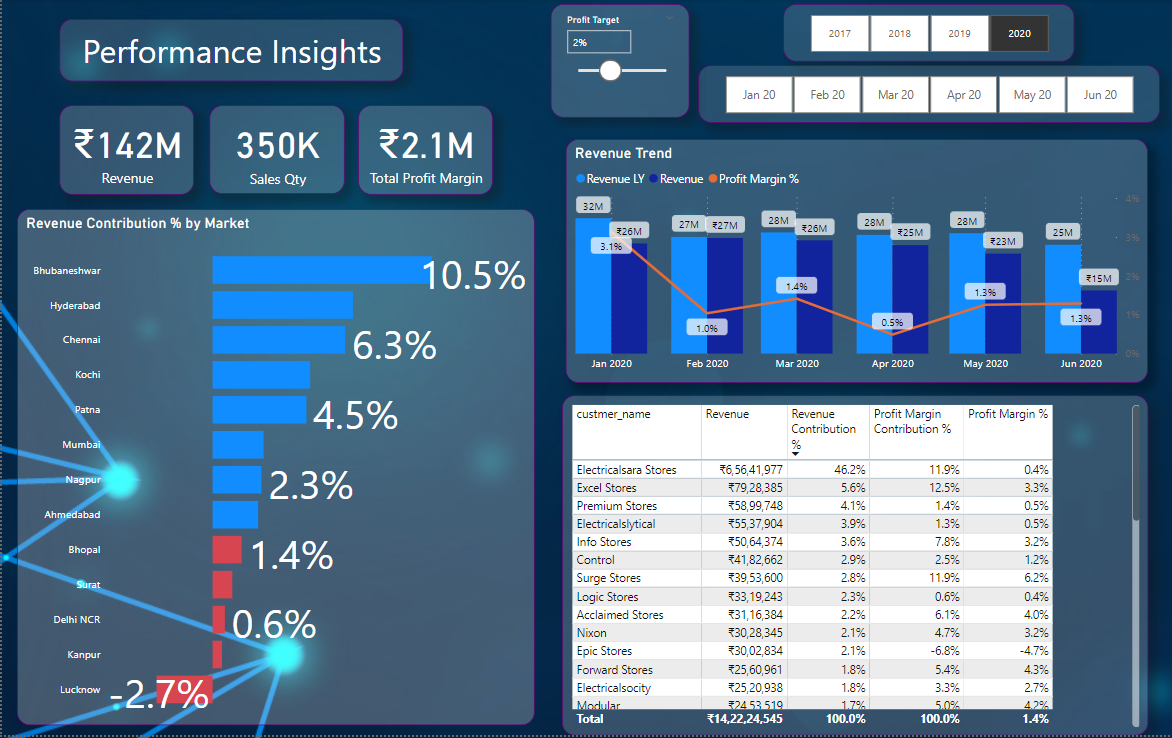 Performance Insights
Profit Target
2%
2017 2018 2019 2020
Jan 20 Feb 20 Mar 20 Apr 20 May 20 Jun 20
₹142M
Revenue
350K
Sales Qty
₹2.1M
Total Profit Margin
Revenue Contribution % by Market
Bhubaneshwar 10.5%
Hyderabad
Chennai 6.3%
Kochi
Patna 4.5%
Mumbai
Nagpur 2.3%
Ahmedabad
Bhopal 1.4%
Surat
Delhi NCR 0.6%
Kanpur
Lucknow -2.7%
Revenue Trend
Revenue LY Revenue Profit Margin %
4%
3%
2%
1%
0%
32M ₹26M 27M ₹27M 28M ₹26M 28M ₹25M 28M ₹23M 25M ₹15M
3.1% 1.0% 1.4% 0.5% 1.3% 1.3%
Jan 2020 Feb 2020 Mar 2020 Apr 2020 May 2020 Jun 2020
custmer_name Revenue Revenue Contribution % Profit Margin Contribution % Profit Margin %
Electricalsara Stores ₹6,56,41,977 46.2% 11.9% 0.4%
Excel Stores ₹79,28,385 5.6% 12.5% 3.3%
Premium Stores ₹58,99,748 4.1% 1.4% 0.5%
Electricalslytical ₹55,37,904 3.9% 1.3% 0.5%
Info Stores ₹50,64,374 3.6% 7.8% 3.2%
Control ₹41,82,662 2.9% 2.5% 1.2%
Surge Stores ₹39,53,600 2.8% 11.9% 6.2%
Logic Stores ₹33,19,243 2.3% 0.6% 0.4%
Acclaimed Stores ₹31,16,384 2.2% 6.1% 4.0%
Nixon ₹30,28,345 2.1% 4.7% 3.2%
Epic Stores ₹30,02,834 2.1% -6.8% -4.7%
Forward Stores ₹25,60,961 1.8% 5.4% 4.3%
Electricalsocity ₹25,20,938 1.8% 3.3% 2.7%
Modular ₹24,53,519 1.7% 5.0% 4.2%
Total ₹14,22,24,545 100.0% 100.0% 1.4%